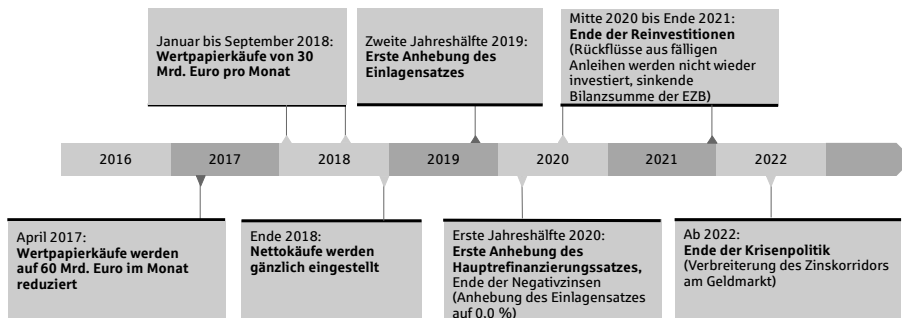 Januar bis September 2018:
Wertpapierkäufe von 30
Mrd. Euro pro Monat
Zweite Jahreshälfte 2019:
Erste Anhebung des
Einlagensatzes
Mitte 2020 bis Ende 2021:
Ende der Reinvestitionen
(Rückflüsse aus fälligen
Anleihen werden nicht wieder
investiert, sinkende
Bilanzsumme der EZB)
2016 2017 2018 2019 2020 2021 2022
April 2017:
Wertpapierkäufe werden
auf 60 Mrd. Euro im Monat
reduziert
Ende 2018:
Nettokäufe werden
gänzlich eingestellt
Erste Jahreshälfte 2020:
Erste Anhebung des
Hauptrefinanzierungssatzes,
Ende der Negativzinsen
(Anhebung des Einlagensatzes
auf 0,0 %)
Ab 2022:
Ende der Krisenpolitik
(Verbreiterung des Zinskorridors
am Geldmarkt)